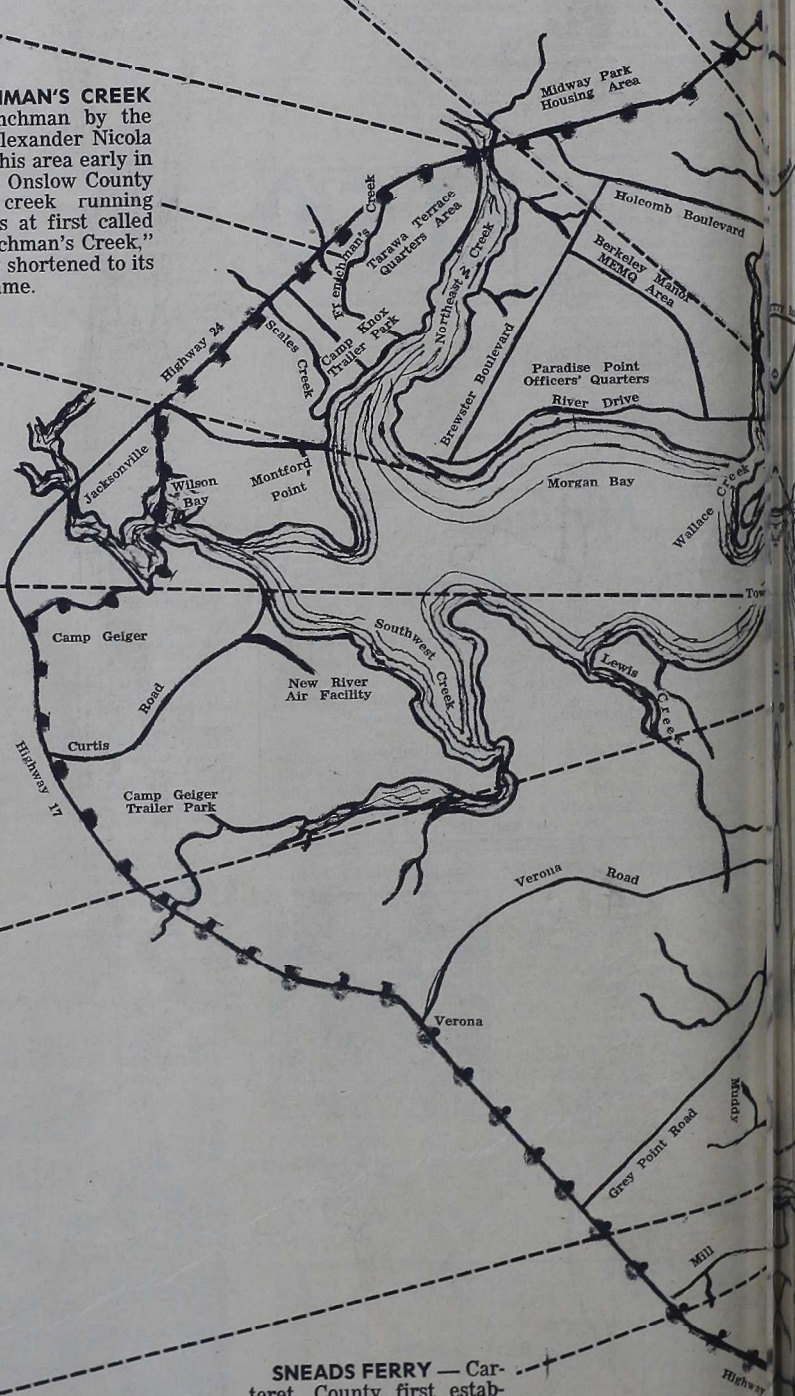 MAN'S CREEK
nchman by the
lexander Nicola
his area early in
Onslow County
creek running
s at first called
chman's Creek,"
shortened to its
me.
Midway Park
Housing Area
Holcomb Boulevard
Berkeley Manor
MEMQ Area
Tarawa Terrace
Quarters Area
Frenchman's Creek
Northeast Creek
Highway 24
Scales Creek
Camp Knox
Trailer Park
Brewster Boulevard
Paradise Point
Officers' Quarters
River Drive
Jacksonville
Wilson
Bay
Montford
Point
Morgan Bay
Wallace Creek
Tow
Camp Geiger
Southwest Creek
Lewis Creek
New River
Air Facility
Curtis Road
Highway 17
Camp Geiger
Trailer Park
Verona Road
Verona
Muddy
Grey Point Road
Mill
Highway
SNEADS FERRY — Car-
teret County first estab-